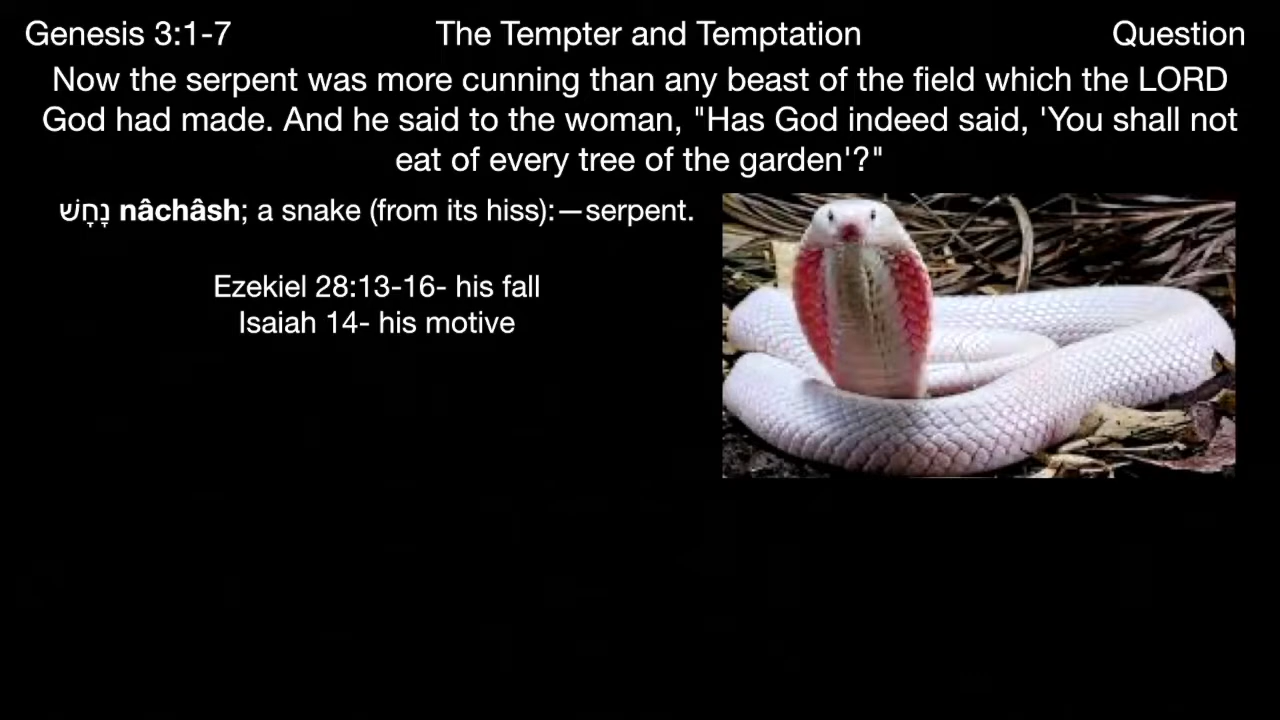 Genesis 3:1-7 The Tempter and Temptation Question
Now the serpent was more cunning than any beast of the field which the LORD
God had made. And he said to the woman, "Has God indeed said, 'You shall not
eat of every tree of the garden'?"
נָחָשׁ nâchâsh; a snake (from its hiss):—serpent.
Ezekiel 28:13-16- his fall
Isaiah 14- his motive